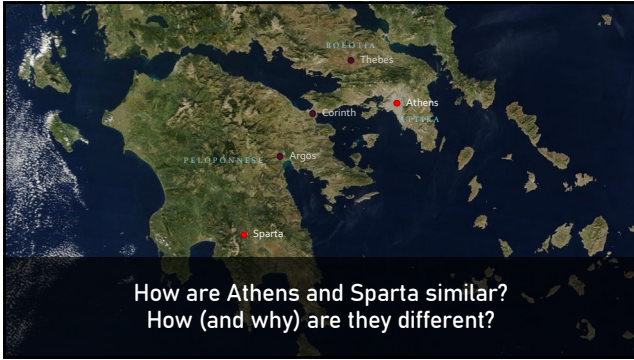 BOEOTIA
Thebes
Athens
ATTIKA
Corinth
Argos
PELOPONNESE
Sparta
How are Athens and Sparta similar?
How (and why) are they different?